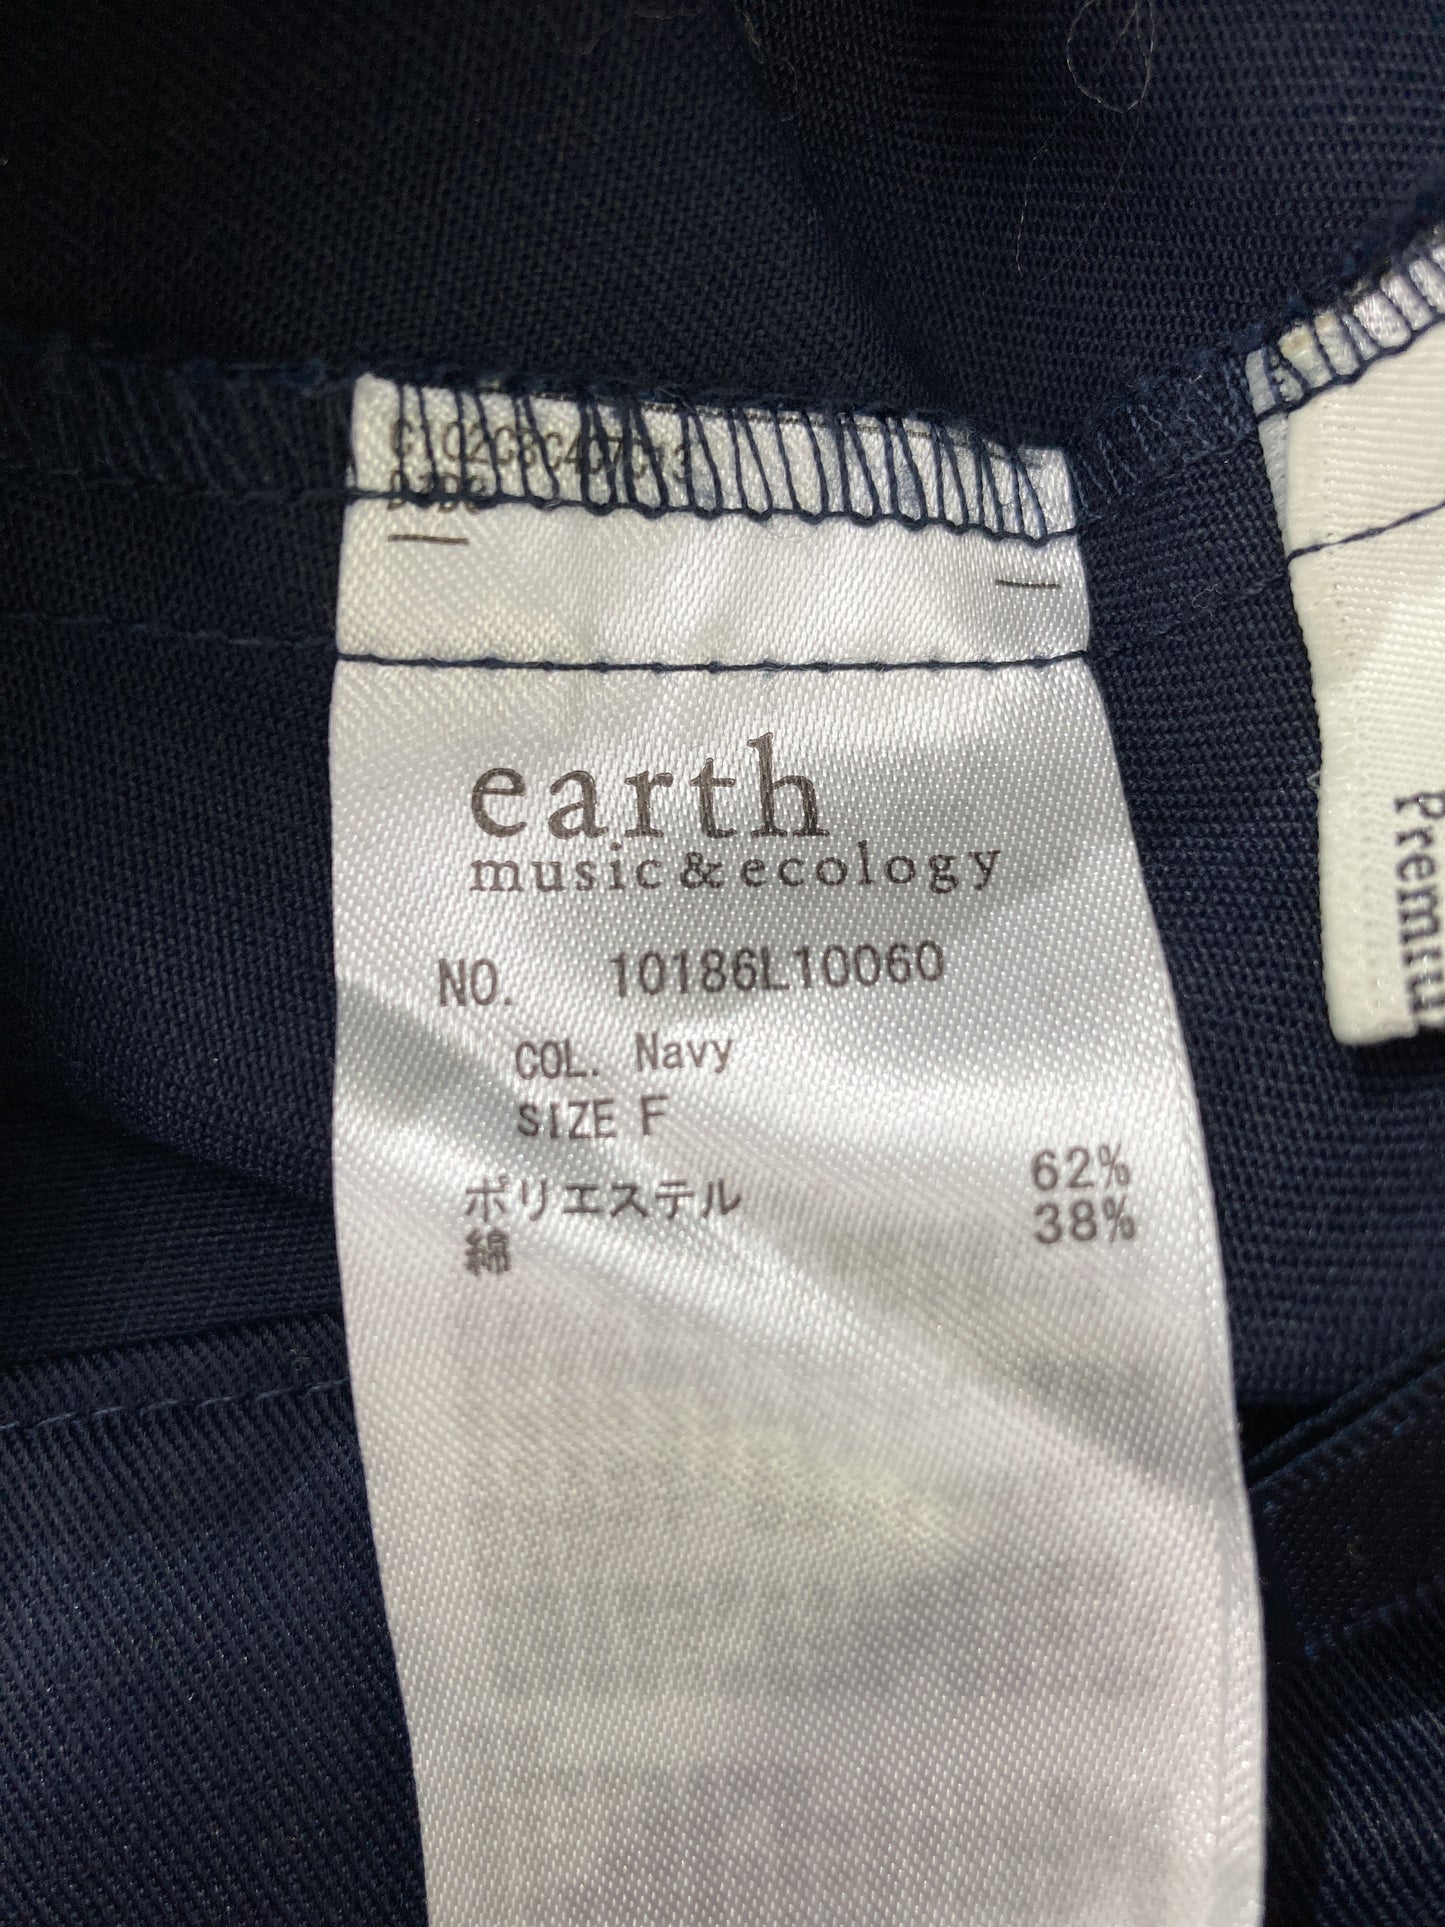 earth
music & ecology
NO. 10186L10060
COL. Navy
SIZE F
ポリエステル 62%
綿 38%